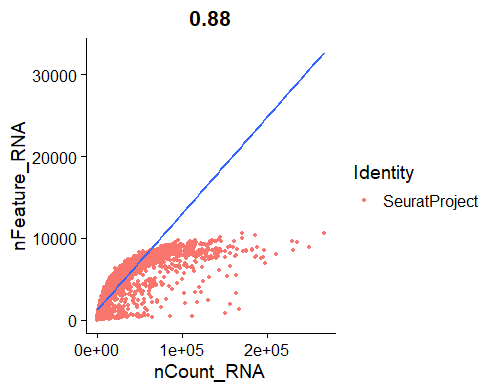 0.88
nFeature_RNA
30000
20000
10000
0
0e+00 1e+05 2e+05
nCount_RNA
Identity
SeuratProject